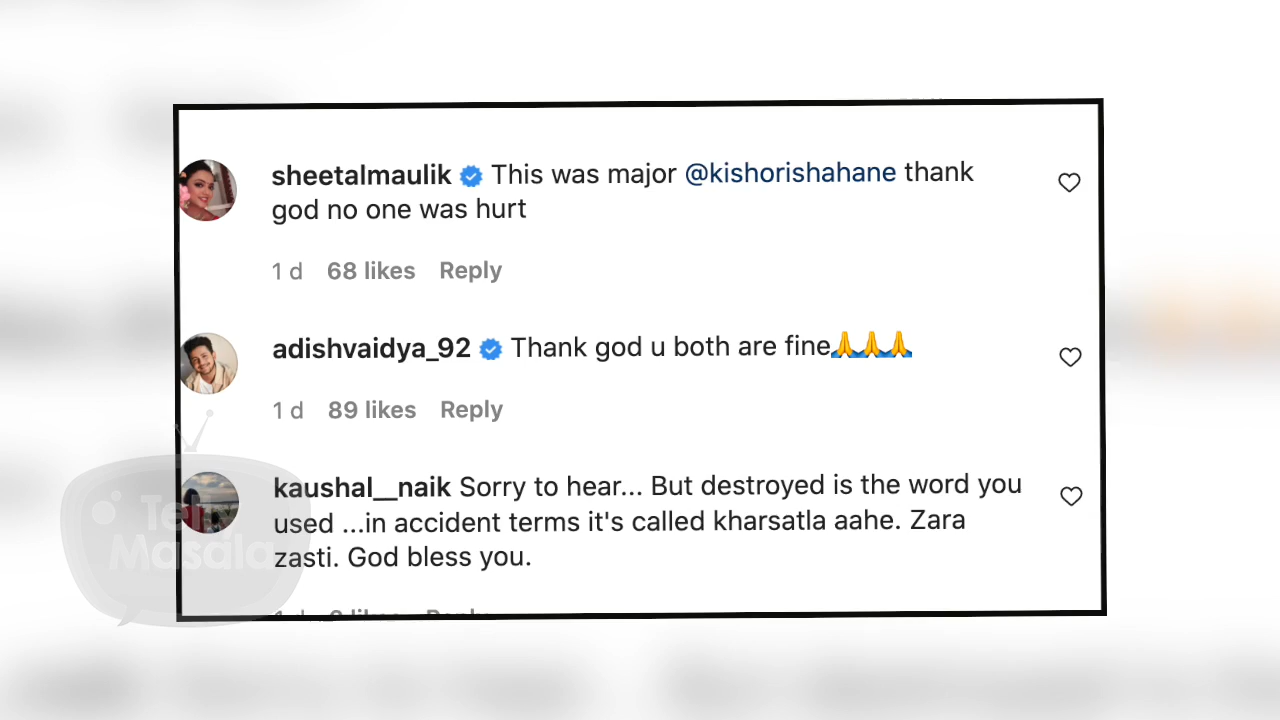 sheetalmaulik This was major @kishorishahane thank
god no one was hurt
1 d 68 likes Reply
adishvaidya_92 Thank god u both are fine🙏🙏🙏
1 d 89 likes Reply
kaushal__naik Sorry to hear... But destroyed is the word you
used ...in accident terms it's called kharsatla aahe. Zara
zasti. God bless you.
Tele
Masala